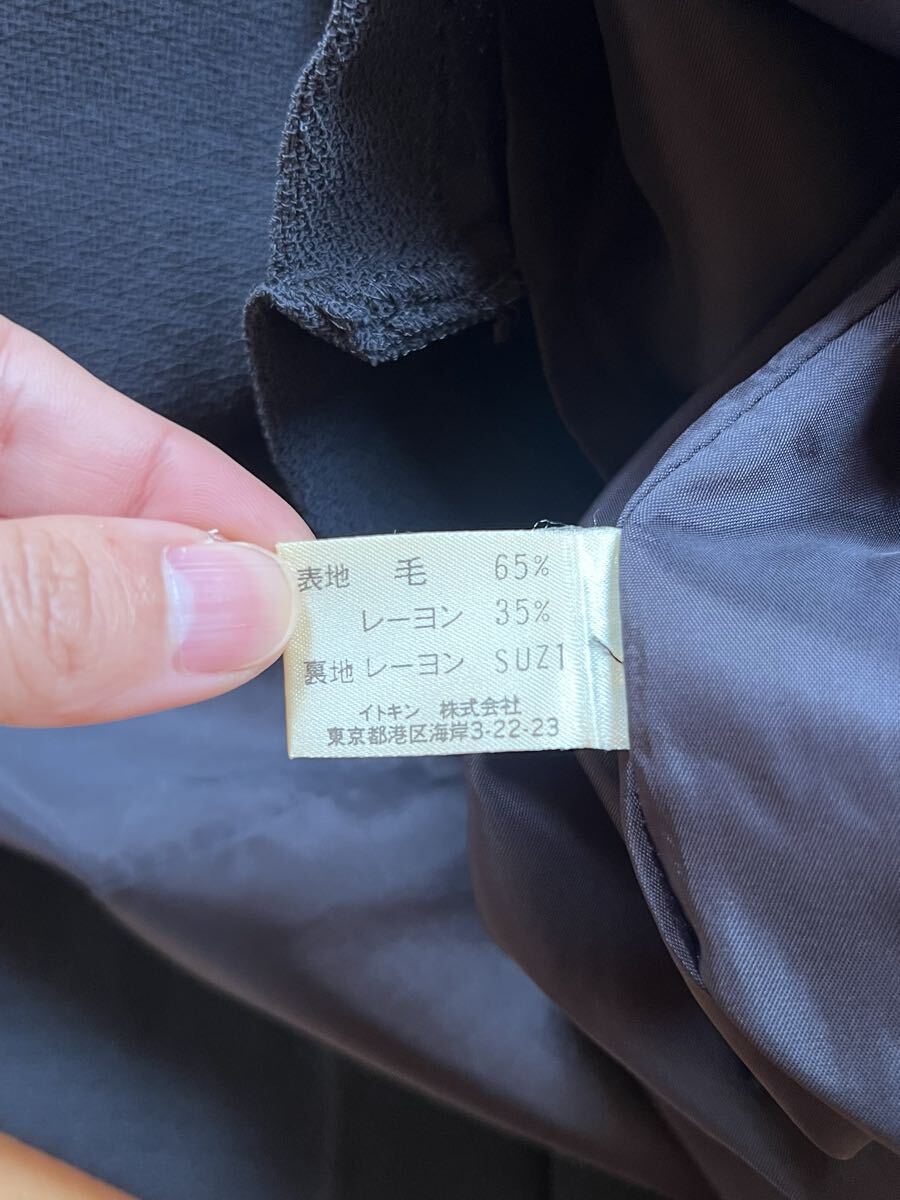 表地 毛 65%
レーヨン 35%
裏地 レーヨン SUZ1
イトキン 株式会社
東京都港区海岸3-22-23